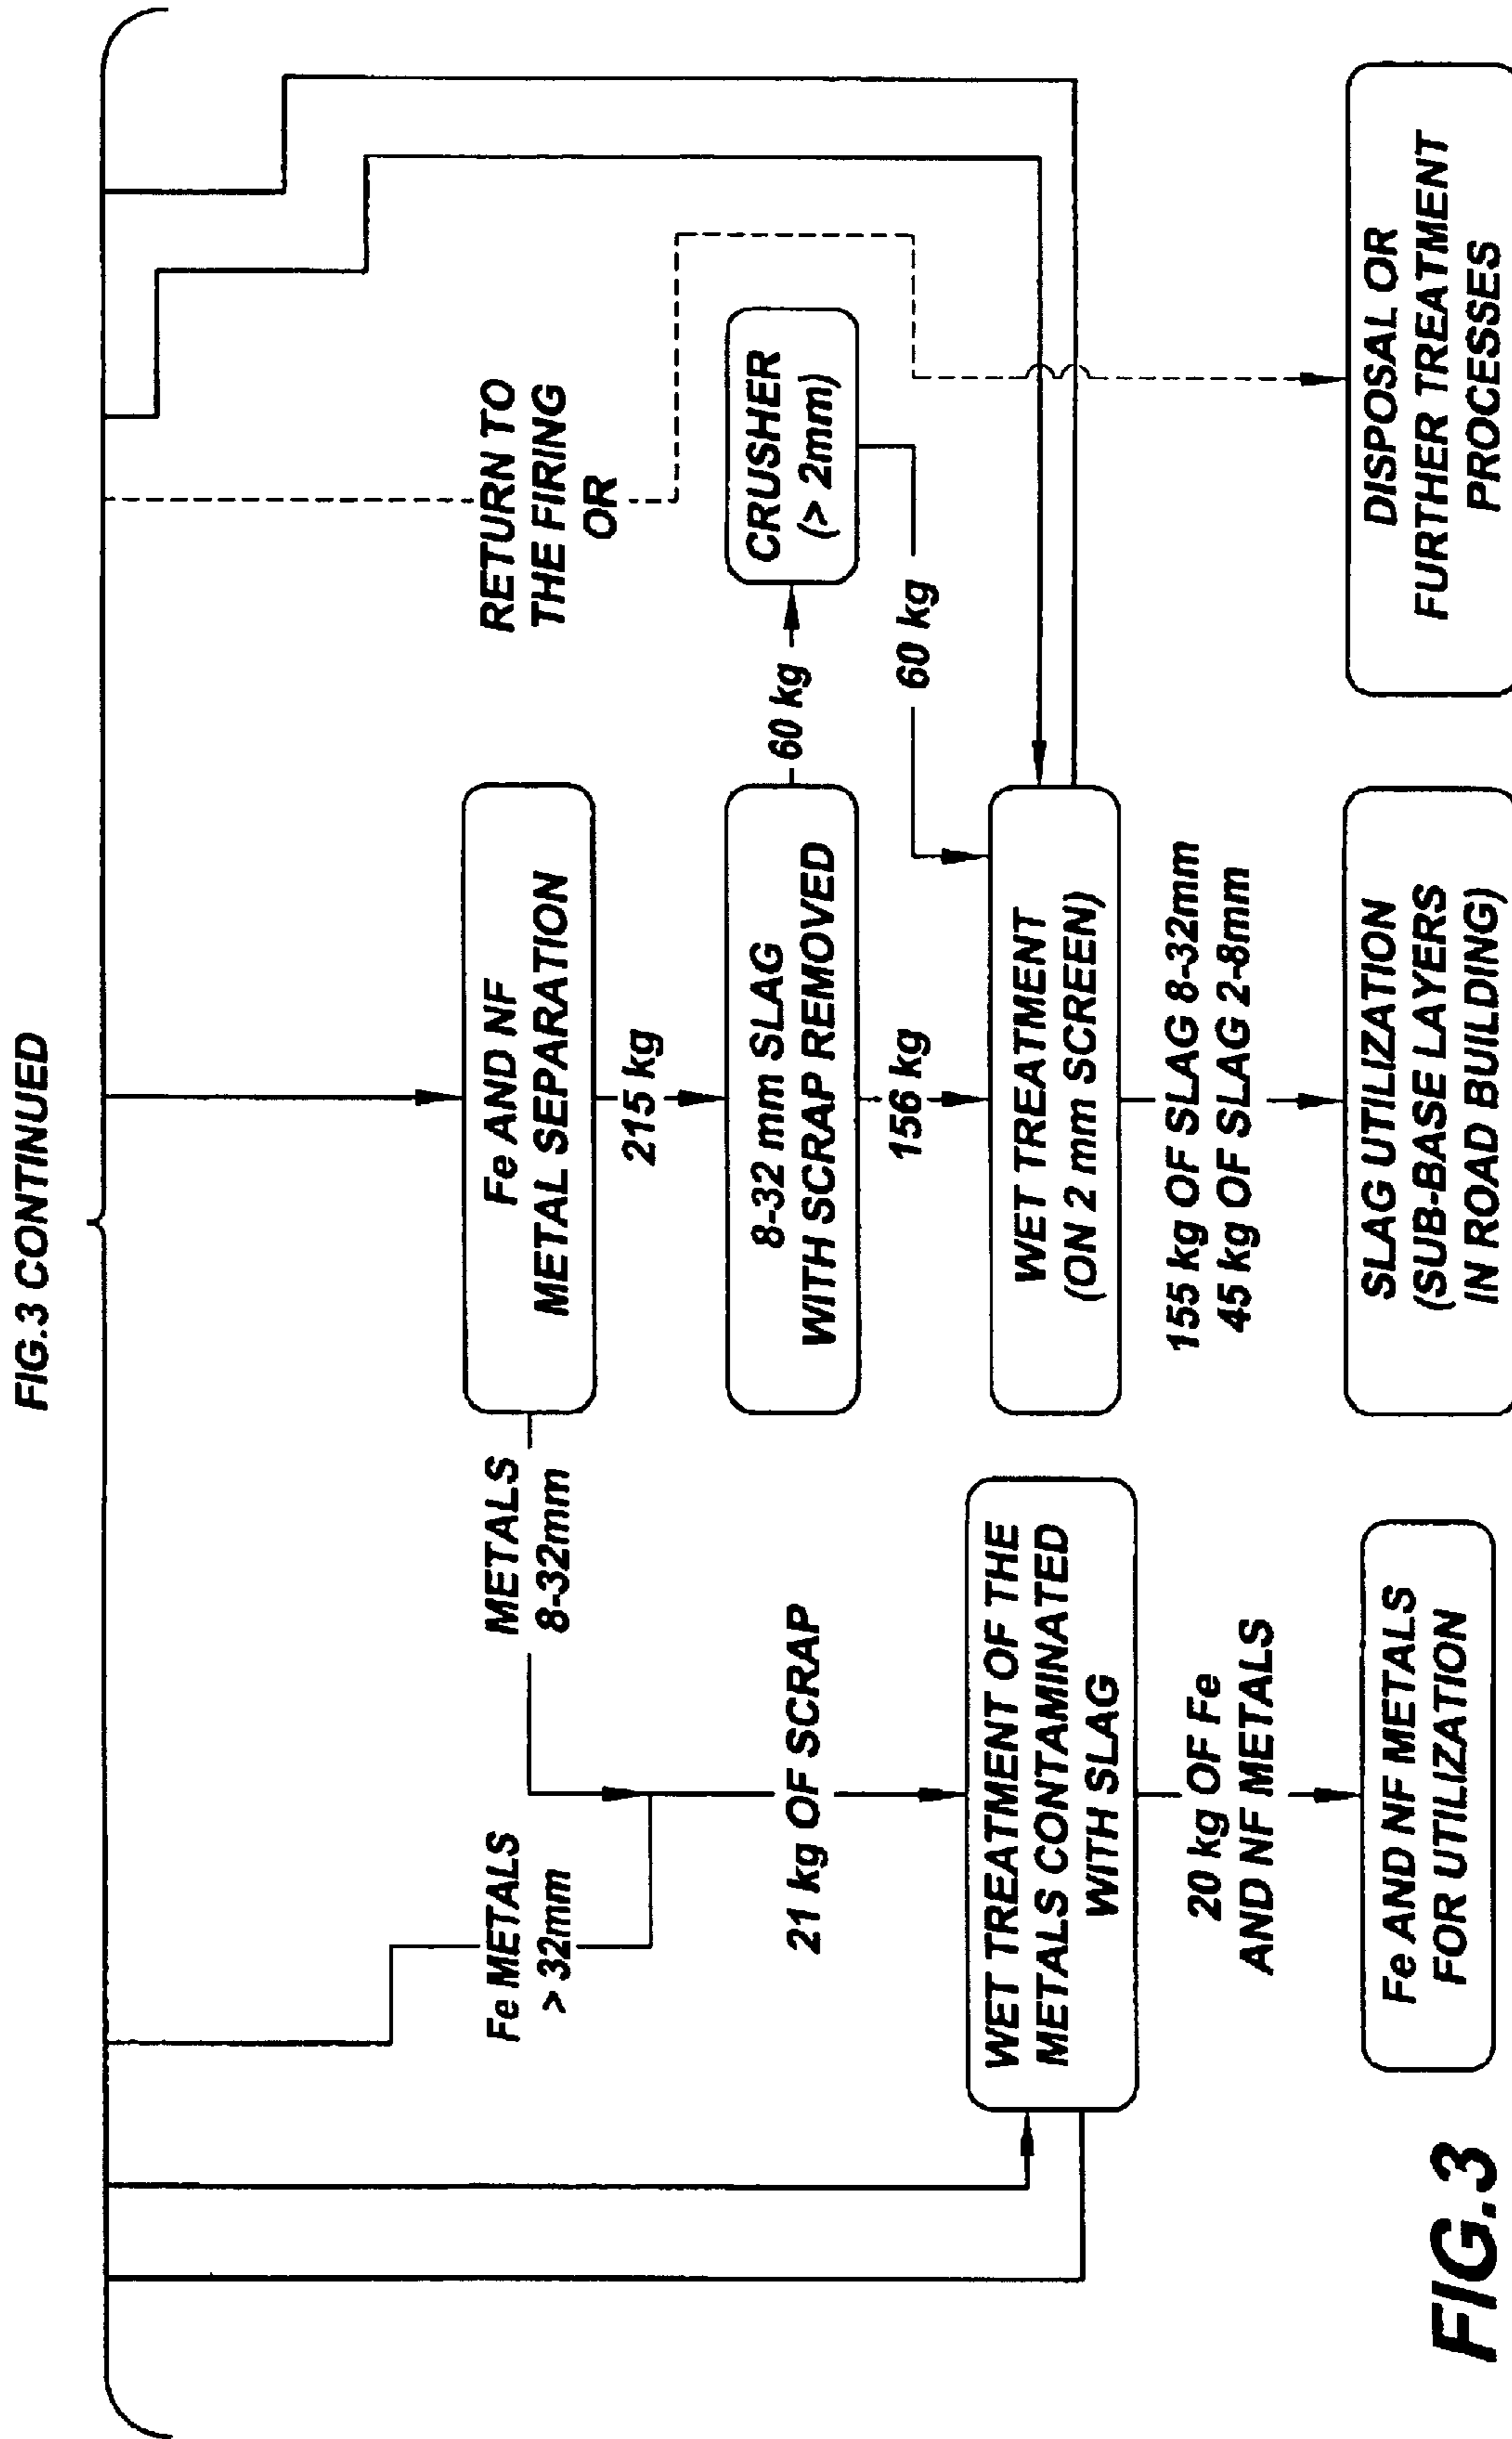 FIG.3 CONTINUED
Fe METALS
> 32mm
METALS
8-32mm
Fe AND NF
METAL SEPARATION
RETURN TO
THE FIRING
OR
215 kg
21 kg OF SCRAP
8-32 mm SLAG
WITH SCRAP REMOVED
60 kg
CRUSHER
(> 2mm)
156 kg
60 kg
WET TREATMENT OF THE
METALS CONTAMINATED
WITH SLAG
WET TREATMENT
(ON 2 mm SCREEN)
20 kg OF Fe
AND NF METALS
155 kg OF SLAG 8-32mm
45 kg OF SLAG 2-8mm
Fe AND NF METALS
FOR UTILIZATION
SLAG UTILIZATION
(SUB-BASE LAYERS
IN ROAD BUILDING)
DISPOSAL OR
FURTHER TREATMENT
PROCESSES
FIG.3